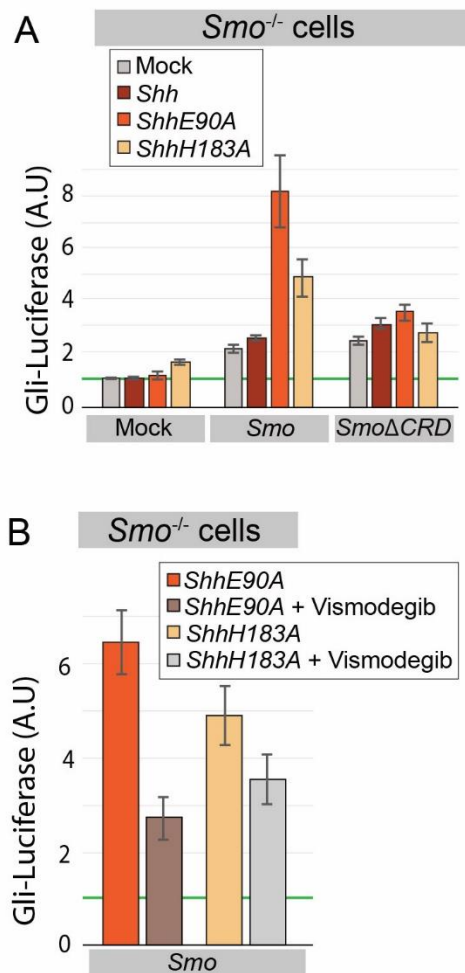 A
Smo-/- cells
Mock
Shh
ShhE90A
ShhH183A
Gli-Luciferase (A.U)
8
6
4
2
0
Mock Smo SmoΔCRD
B
Smo-/- cells
ShhE90A
ShhE90A + Vismodegib
ShhH183A
ShhH183A + Vismodegib
Gli-Luciferase (A.U)
6
4
2
0
Smo